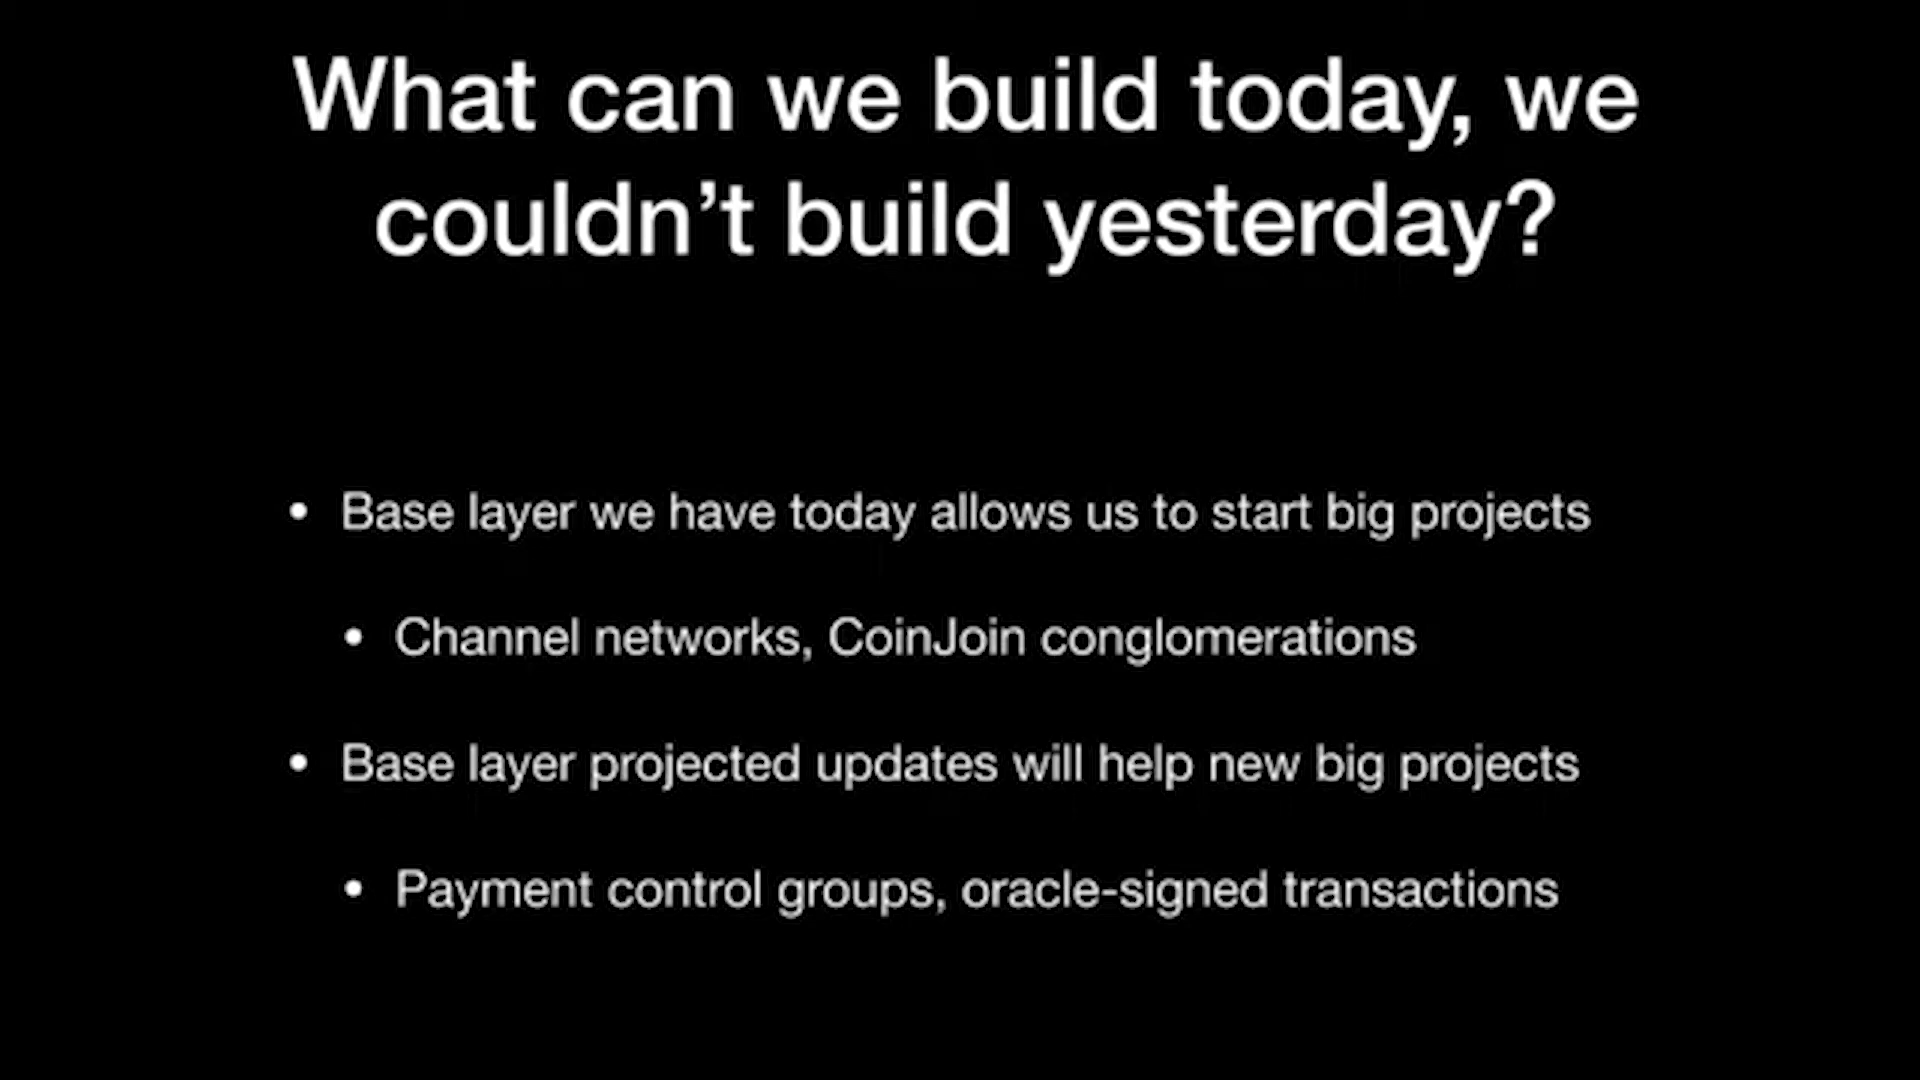 What can we build today, we
couldn’t build yesterday?
• Base layer we have today allows us to start big projects
• Channel networks, CoinJoin conglomerations
• Base layer projected updates will help new big projects
• Payment control groups, oracle-signed transactions